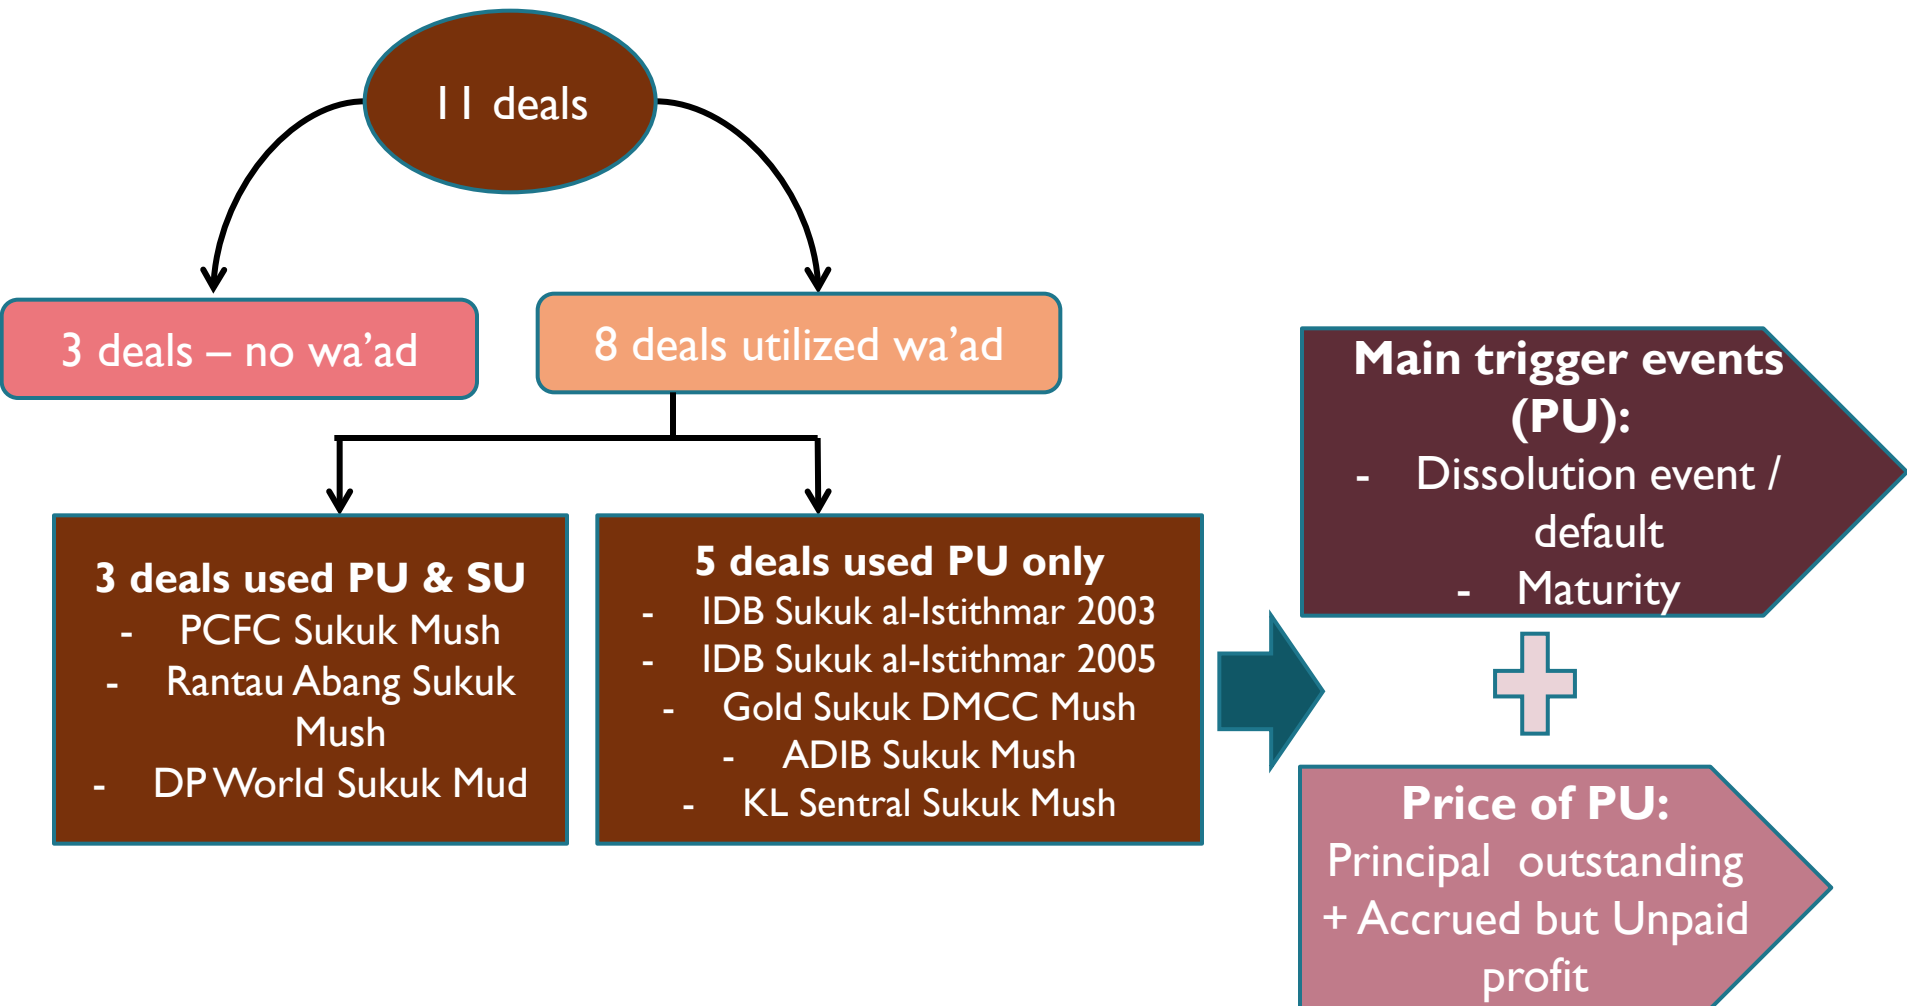 11 deals
3 deals – no wa’ad
8 deals utilized wa’ad
3 deals used PU & SU
- PCFC Sukuk Mush
- Rantau Abang Sukuk
Mush
- DP World Sukuk Mud
5 deals used PU only
- IDB Sukuk al-Istithmar 2003
- IDB Sukuk al-Istithmar 2005
- Gold Sukuk DMCC Mush
- ADIB Sukuk Mush
- KL Sentral Sukuk Mush
Main trigger events
(PU):
- Dissolution event /
default
- Maturity
Price of PU:
Principal outstanding
+ Accrued but Unpaid
profit